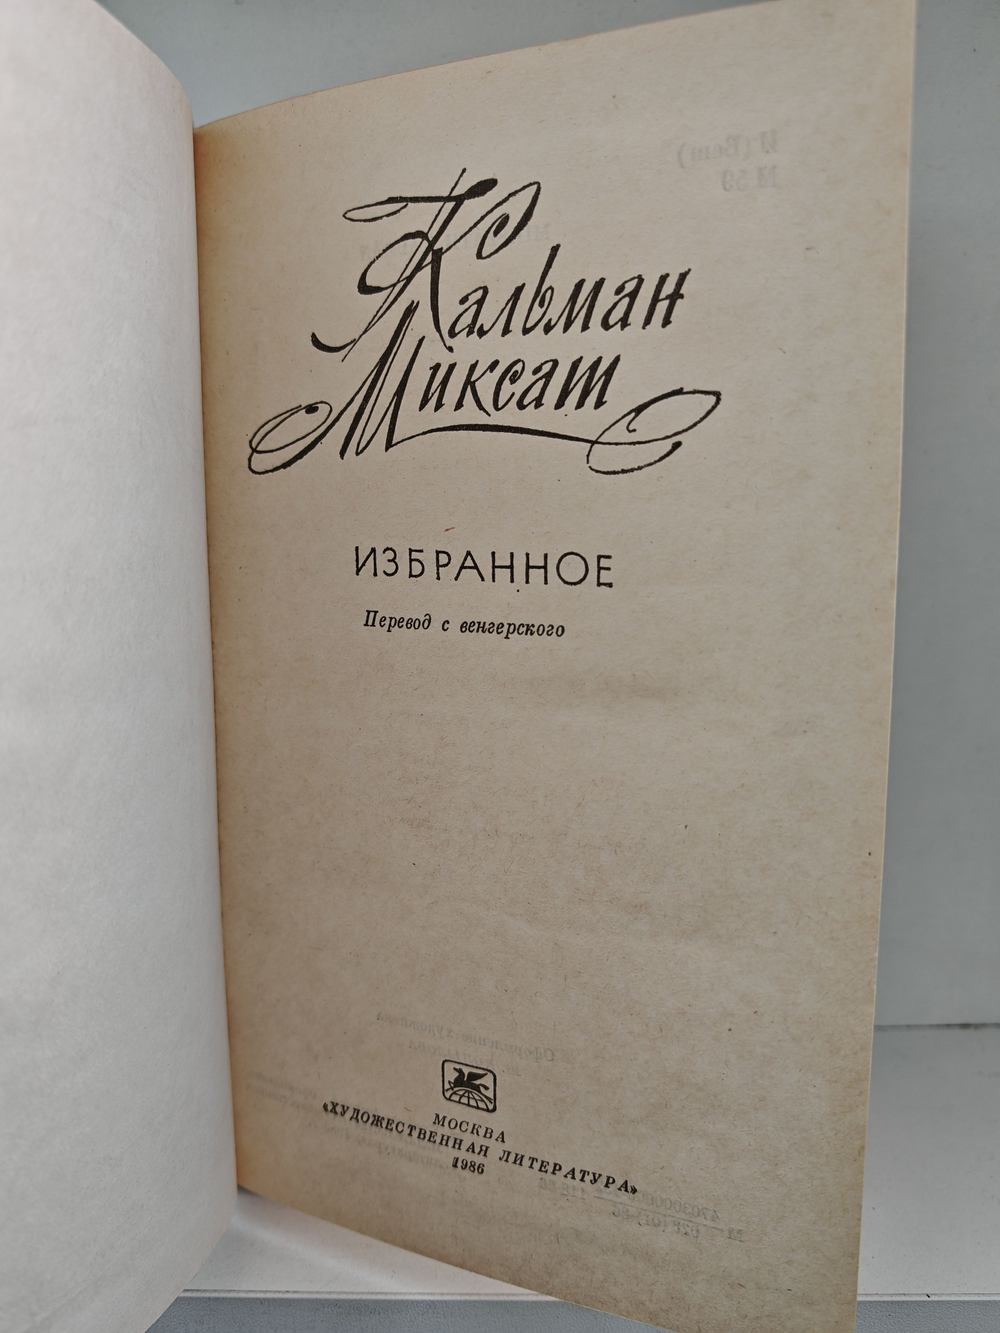 Кальман
Миксат
ИЗБРАННОЕ
Перевод с венгерского
МОСКВА
«ХУДОЖЕСТВЕННАЯ ЛИТЕРАТУРА»
1986